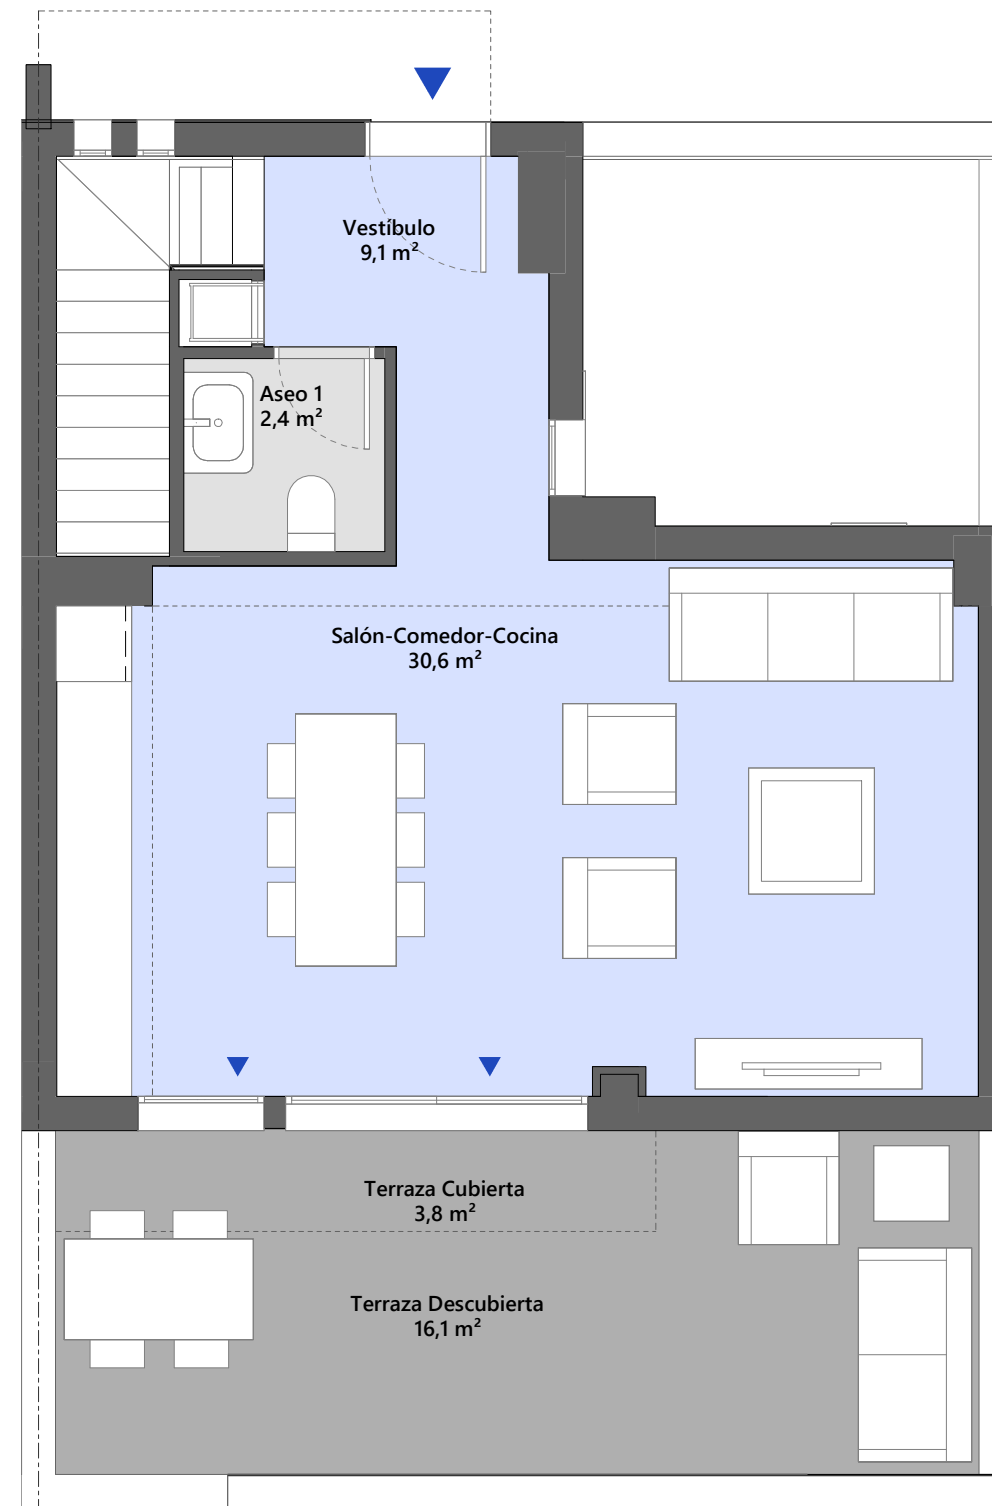 Vestíbulo
9,1 m²
Aseo 1
2,4 m²
Salón-Comedor-Cocina
30,6 m²
Terraza Cubierta
3,8 m²
Terraza Descubierta
16,1 m²